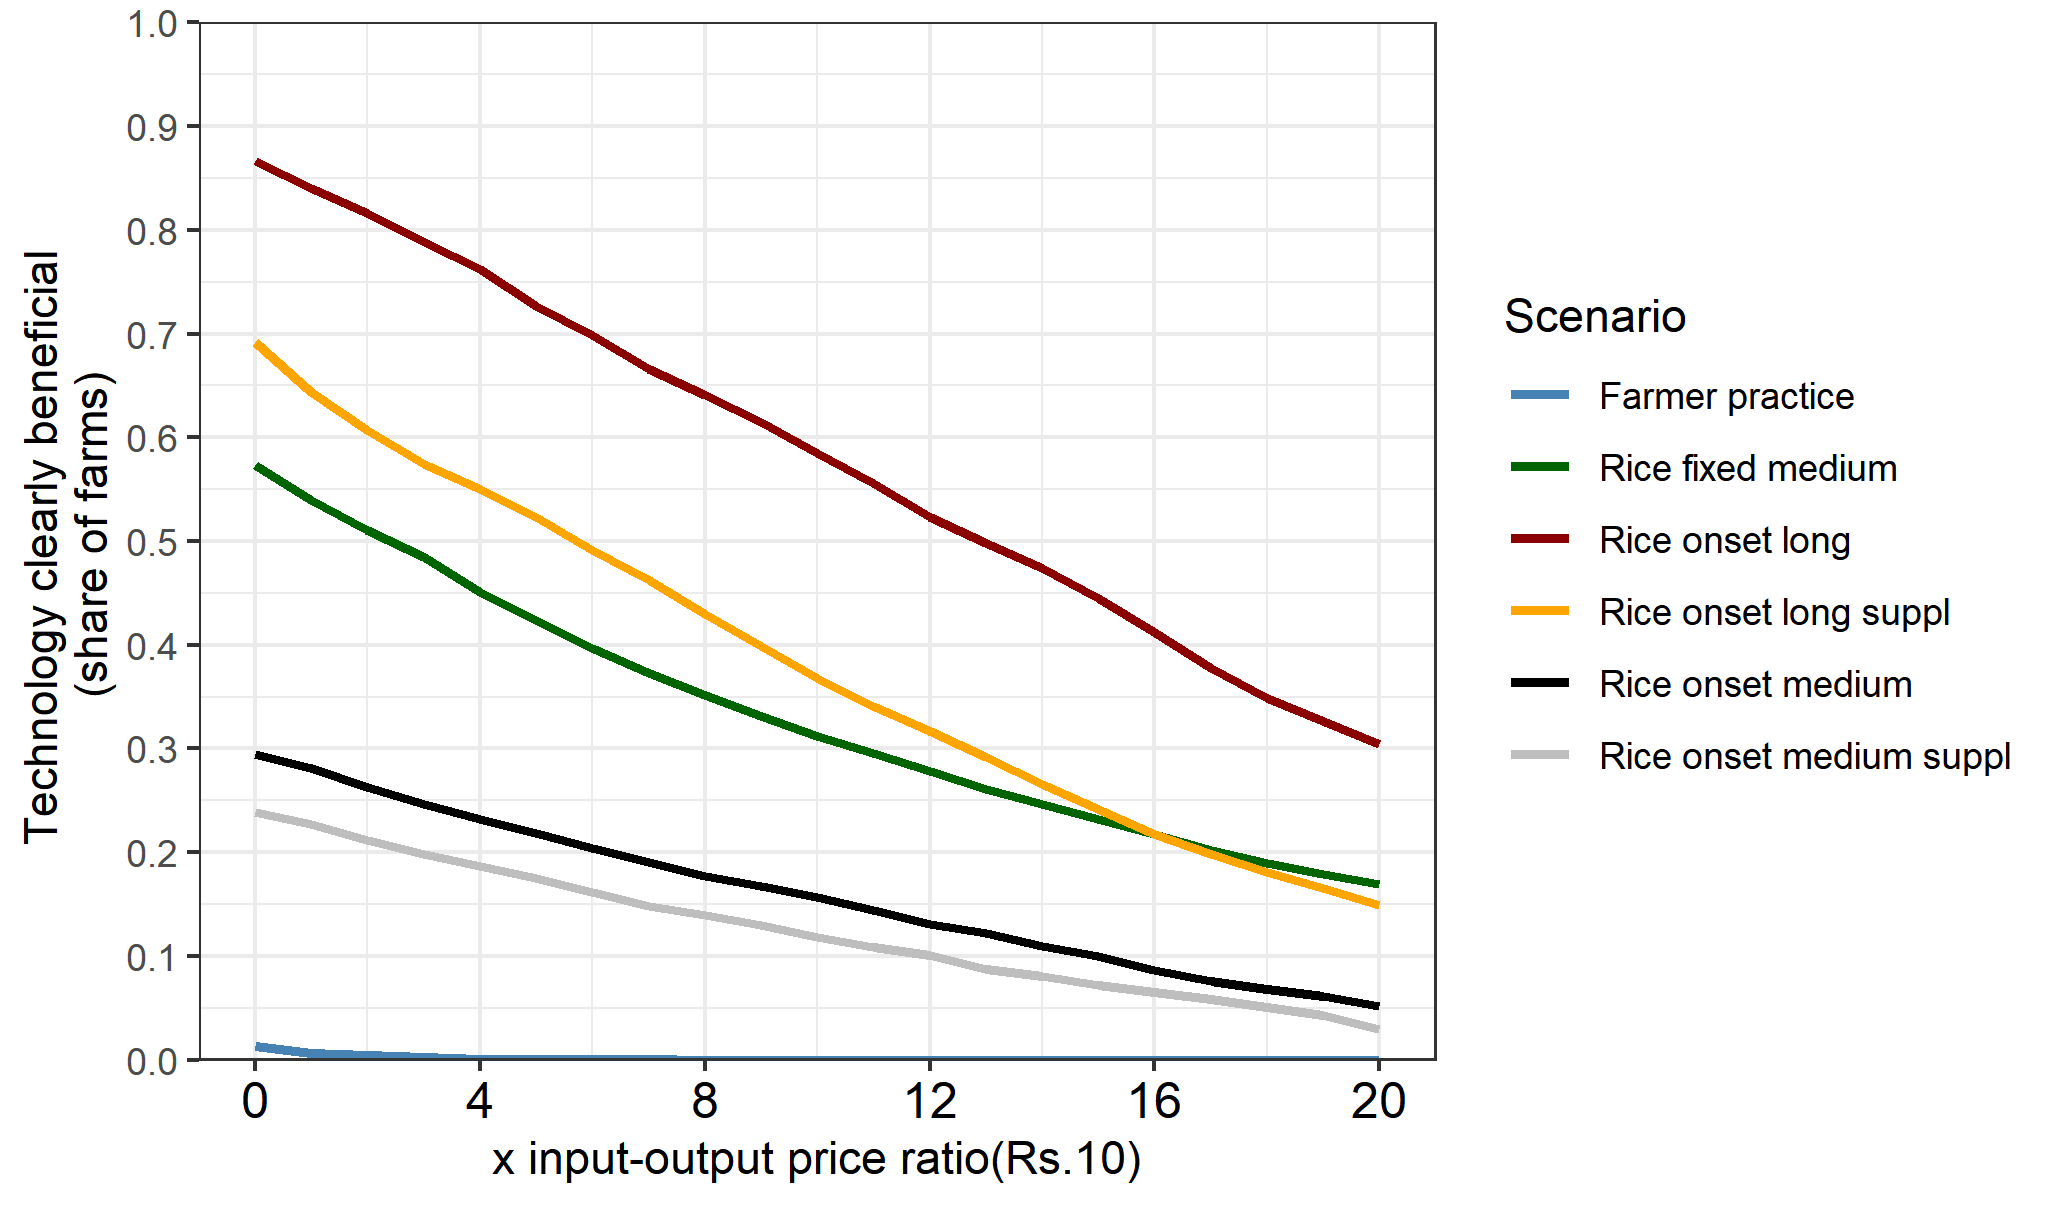 Technology clearly beneficial
(share of farms)
1.0
0.9
0.8
0.7
0.6
0.5
0.4
0.3
0.2
0.1
0.0
0 4 8 12 16 20
x input-output price ratio(Rs.10)
Scenario
Farmer practice
Rice fixed medium
Rice onset long
Rice onset long suppl
Rice onset medium
Rice onset medium suppl